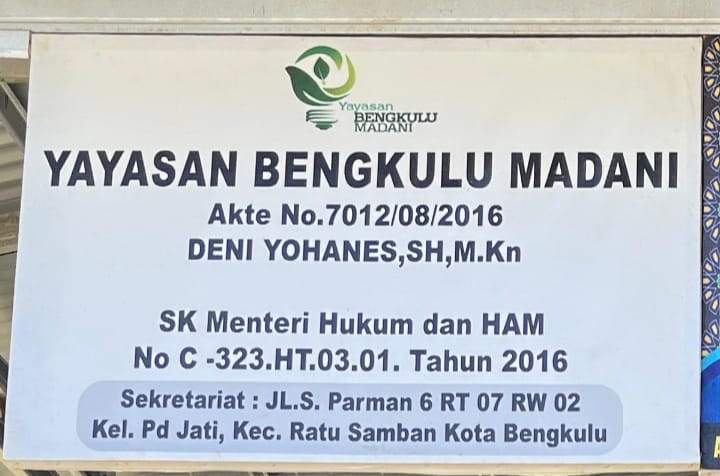 Yayasan
BENGKULU
MADANI
YAYASAN BENGKULU MADANI
Akte No.7012/08/2016
DENI YOHANES,SH,M.Kn
SK Menteri Hukum dan HAM
No C -323.HT.03.01. Tahun 2016
Sekretariat : JL.S. Parman 6 RT 07 RW 02
Kel. Pd Jati, Kec. Ratu Samban Kota Bengkulu